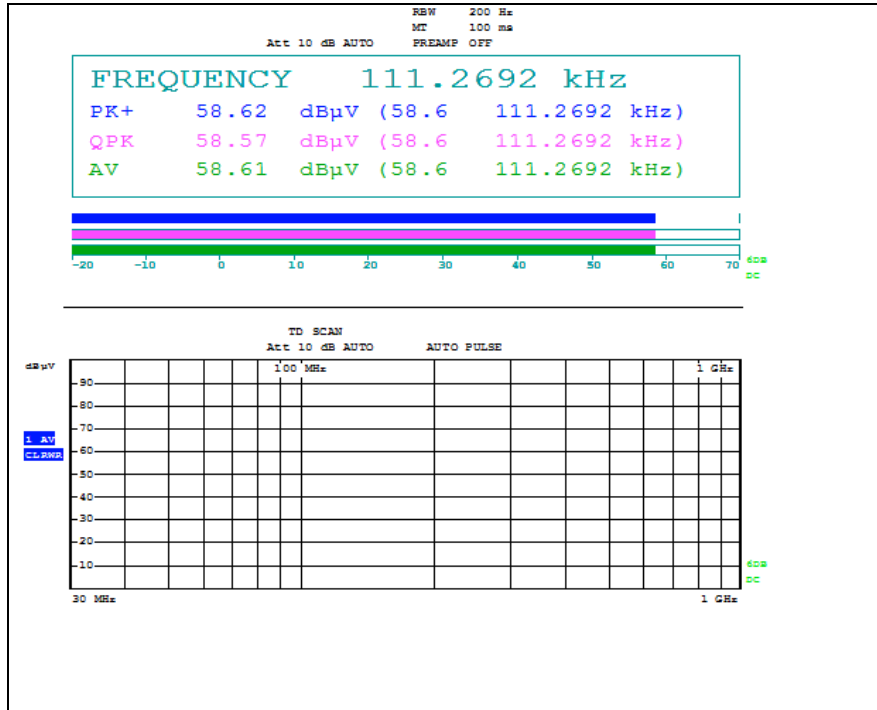 RBW 200 Hz
MT 100 ms
Att 10 dB AUTO PREAMP OFF
FREQUENCY 111.2692 kHz
PK+ 58.62 dBµV (58.6 111.2692 kHz)
QPK 58.57 dBµV (58.6 111.2692 kHz)
AV 58.61 dBµV (58.6 111.2692 kHz)
-20 -10 0 10 20 30 40 50 60 70
6DB
DC
TD SCAN
Att 10 dB AUTO AUTO PULSE
dBµV
100 MHz 1 GHz
90
80
70
1 AV
60
CLRWR
50
40
30
20
10
6DB
DC
30 MHz 1 GHz